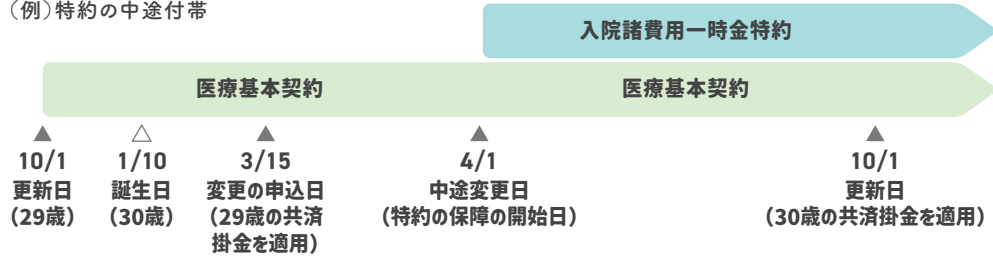 （例）特約の中途付帯
入院諸費用一時金特約
医療基本契約 医療基本契約
10/1 1/10 3/15 4/1 10/1
更新日 誕生日 変更の申込日 中途変更日 更新日
（29歳） （30歳） （29歳の共済 （特約の保障の開始日） （30歳の共済掛金を適用）
掛金を適用）